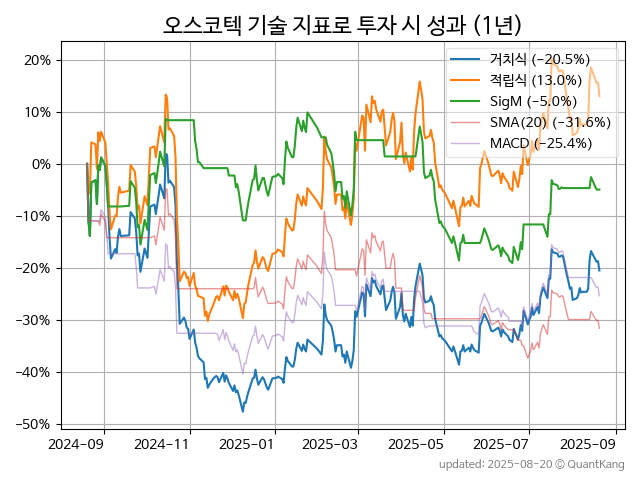 오스코텍 기술 지표로 투자 시 성과 (1년)
거치식 (−20.5%)
적립식 (13.0%)
SigM (−5.0%)
SMA(20) (−31.6%)
MACD (−25.4%)
20%
10%
0%
−10%
−20%
−30%
−40%
−50%
2024-09 2024-11 2025-01 2025-03 2025-05 2025-07 2025-09
updated: 2025-08-20 © QuantKang